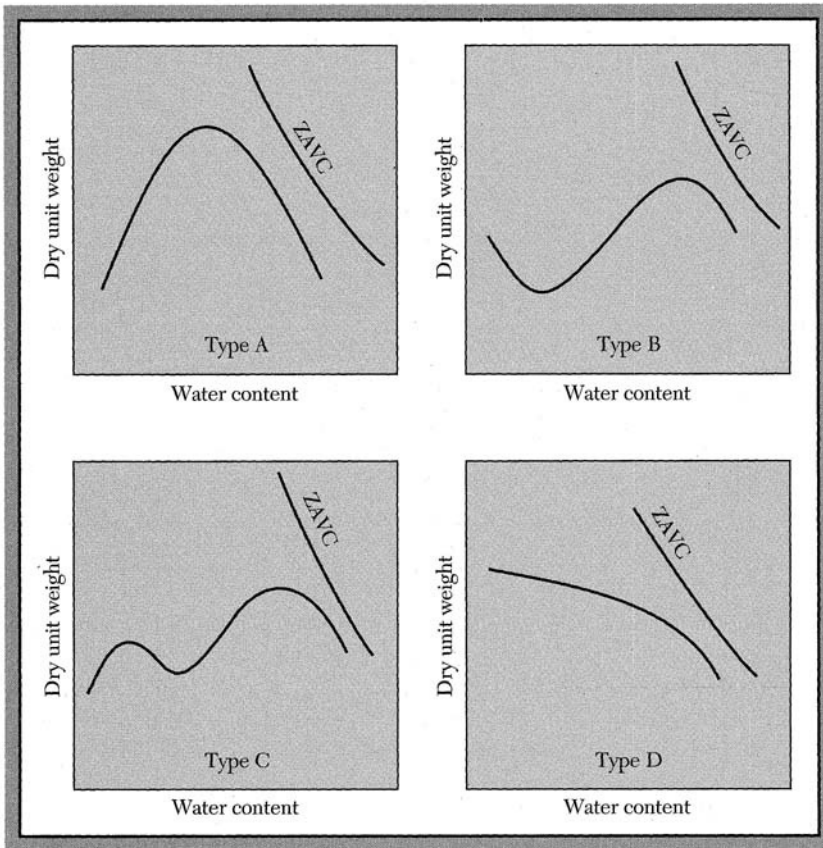 Dry unit weight
ZAVC
Type A
Water content
Dry unit weight
ZAVC
Type B
Water content
Dry unit weight
ZAVC
Type C
Water content
Dry unit weight
ZAVC
Type D
Water content